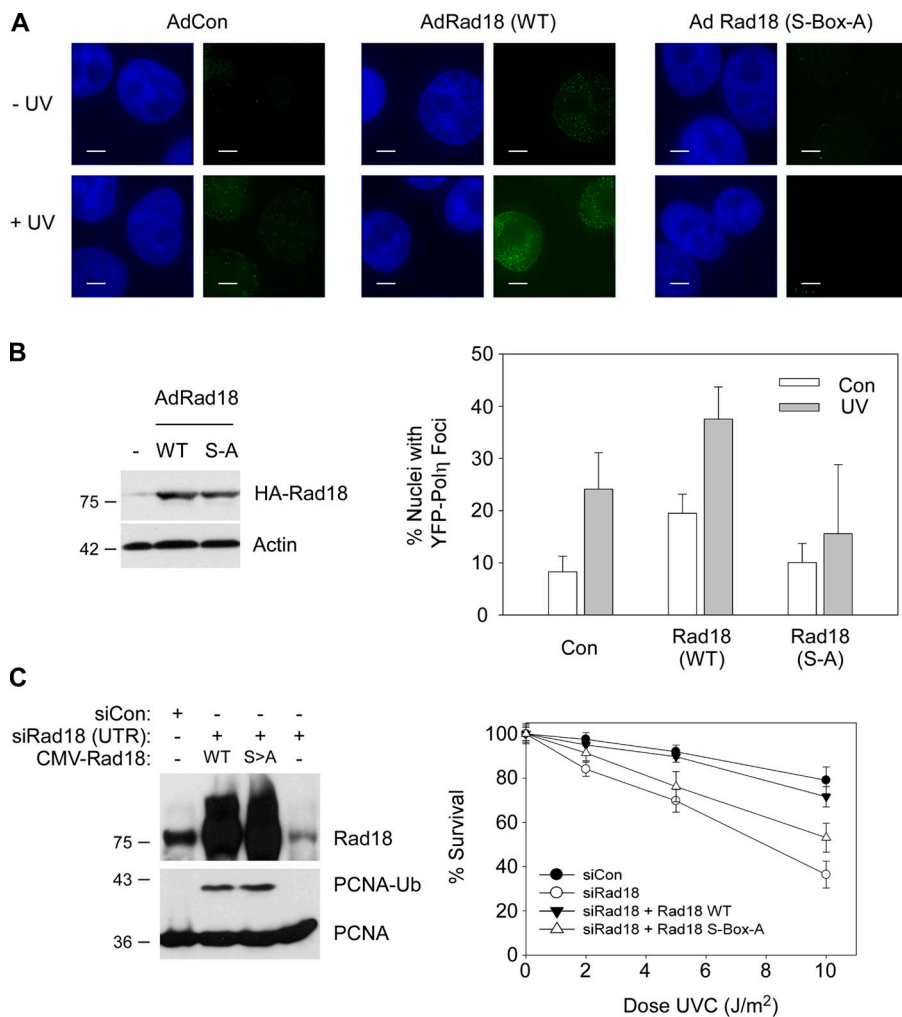 A
AdCon
AdRad18 (WT)
Ad Rad18 (S-Box-A)
- UV
+ UV
B
AdRad18
- WT S-A
75
HA-Rad18
42
Actin
% Nuclei with
YFP-Polη Foci
50
40
30
20
10
0
Con
UV
Con
Rad18
(WT)
Rad18
(S-A)
C
siCon: + - - -
siRad18 (UTR): - + + +
CMV-Rad18: - WT S>A -
75
Rad18
43
PCNA-Ub
36
PCNA
% Survival
100
80
60
40
20
0
siCon
siRad18
siRad18 + Rad18 WT
siRad18 + Rad18 S-Box-A
0 2 4 6 8 10
Dose UVC (J/m²)